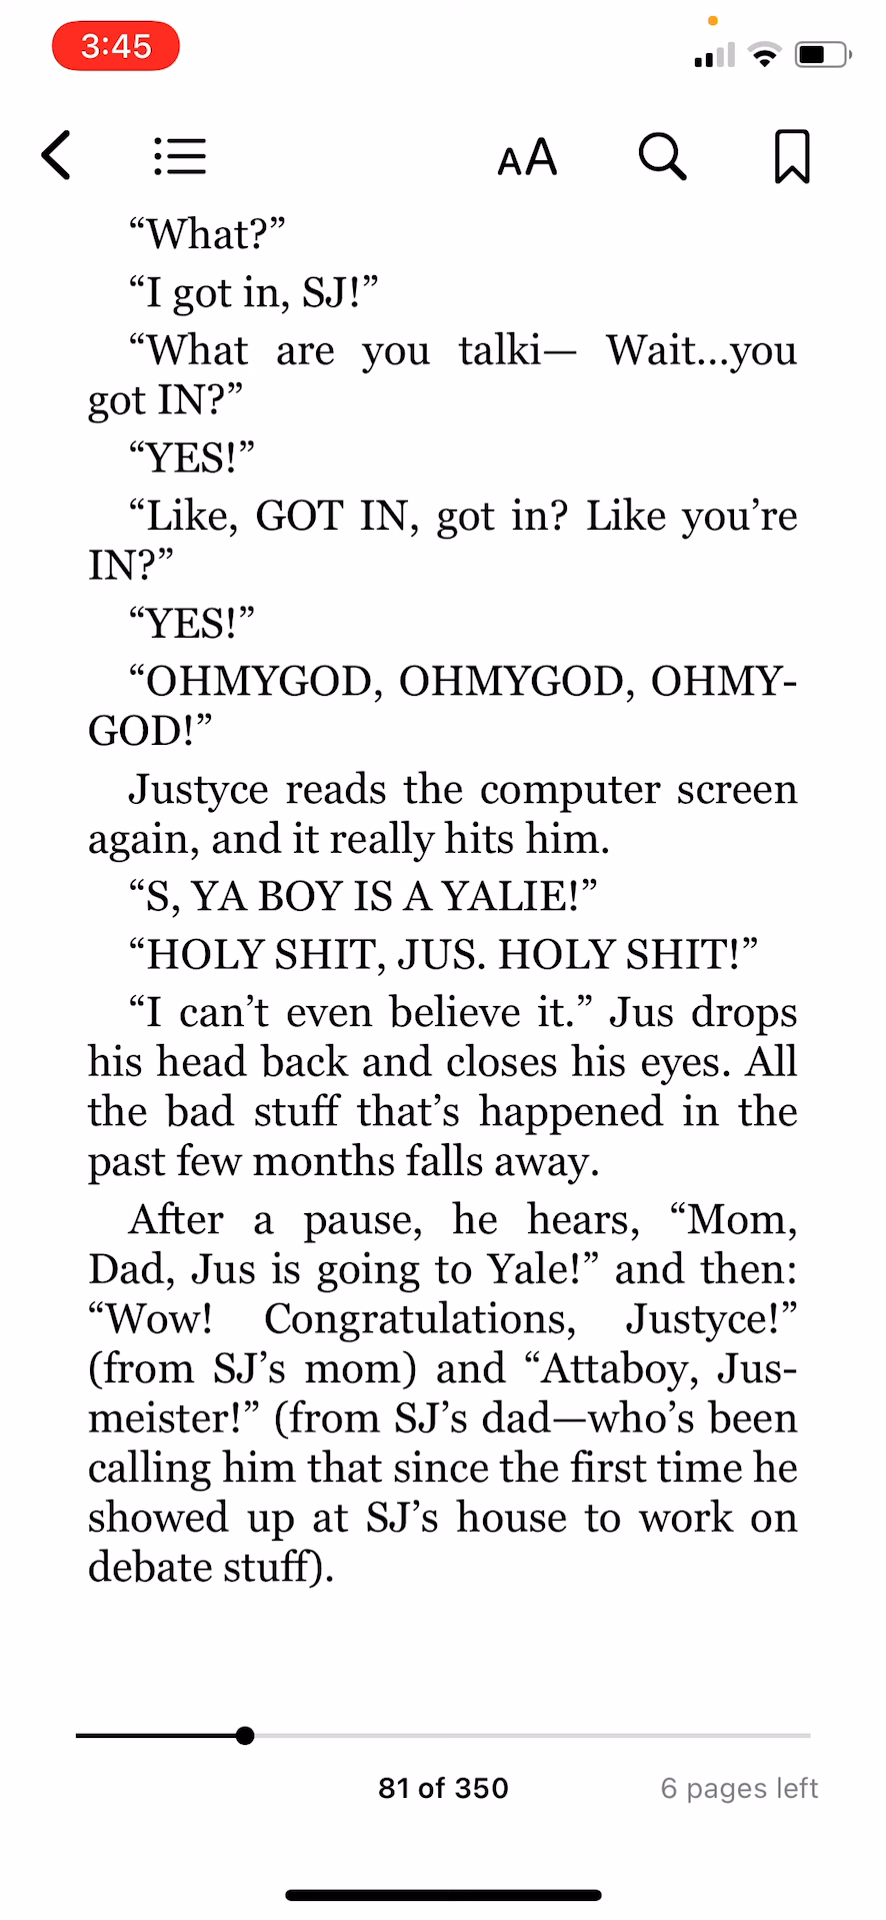 3:45
AA
“What?”
“I got in, SJ!”
“What are you talki— Wait...you
got IN?”
“YES!”
“Like, GOT IN, got in? Like you’re
IN?”
“YES!”
“OHMYGOD, OHMYGOD, OHMY-
GOD!”
Justyce reads the computer screen
again, and it really hits him.
“S, YA BOY IS A YALIE!”
“HOLY SHIT, JUS. HOLY SHIT!”
“I can’t even believe it.” Jus drops
his head back and closes his eyes. All
the bad stuff that’s happened in the
past few months falls away.
After a pause, he hears, “Mom,
Dad, Jus is going to Yale!” and then:
“Wow! Congratulations, Justyce!”
(from SJ’s mom) and “Attaboy, Jus-
meister!” (from SJ’s dad—who’s been
calling him that since the first time he
showed up at SJ’s house to work on
debate stuff).
81 of 350
6 pages left